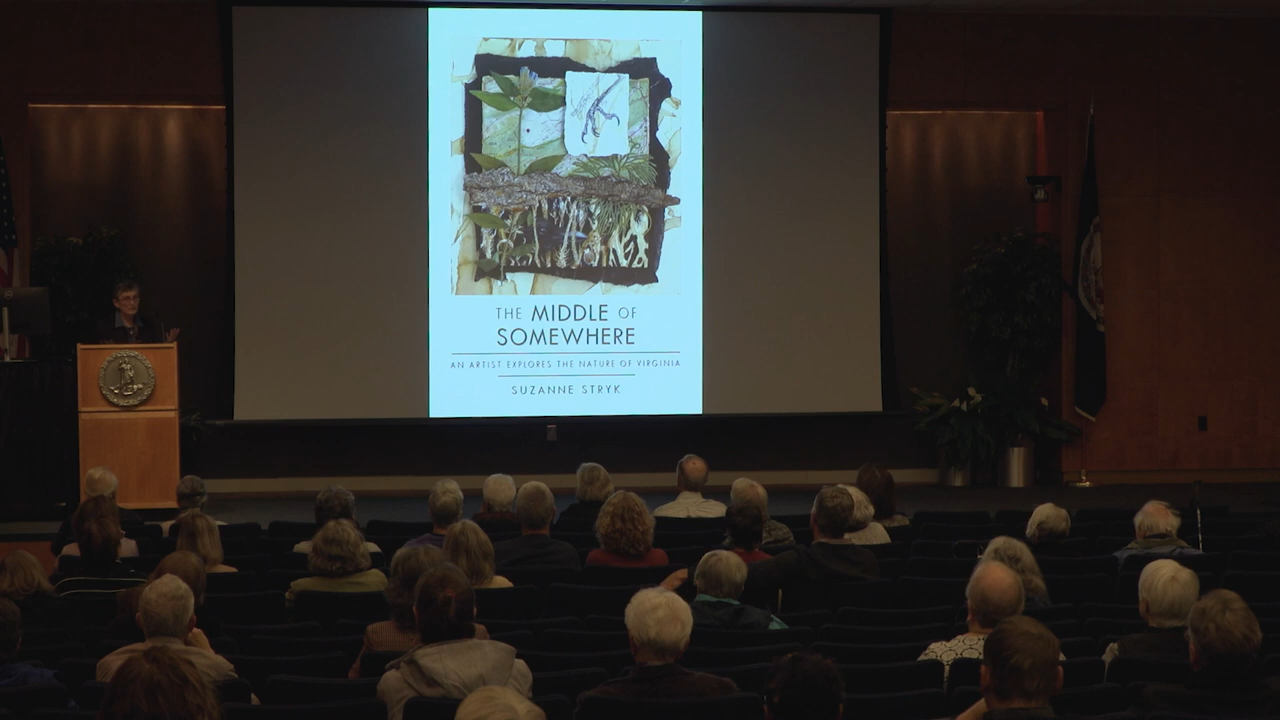 THE MIDDLE OF
SOMEWHERE
AN ARTIST EXPLORES THE NATURE OF VIRGINIA
SUZANNE STRYK